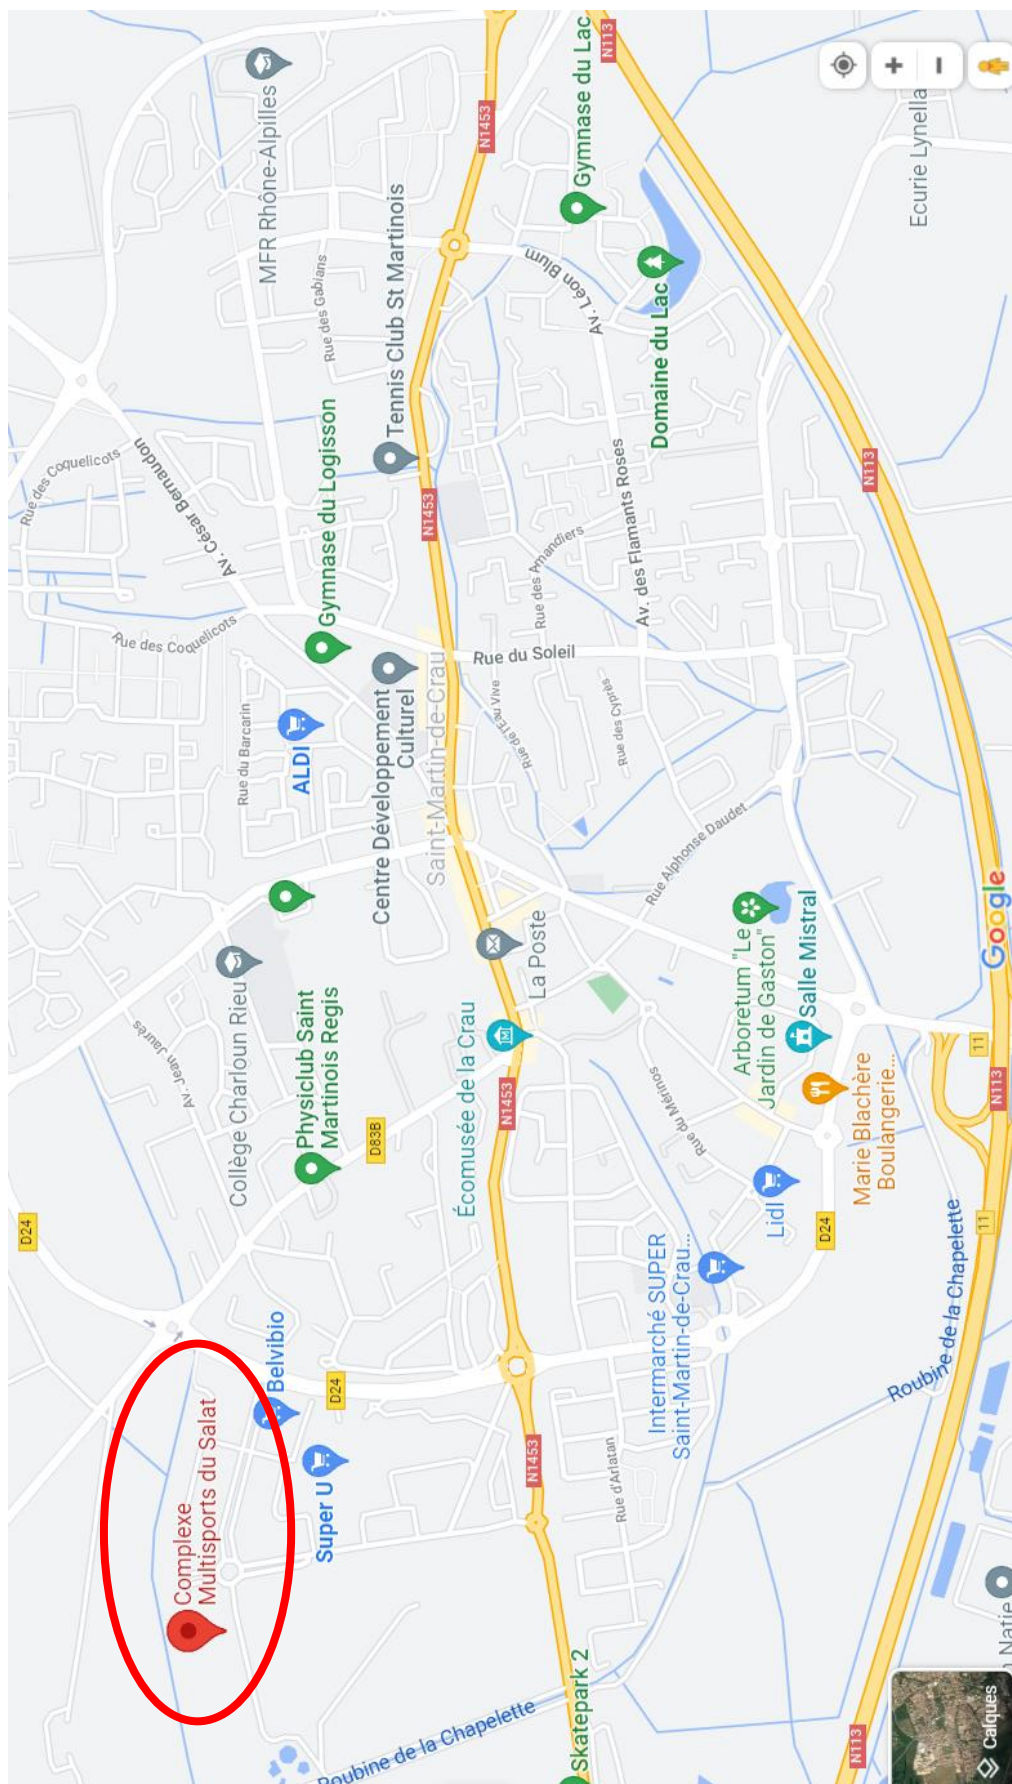 Complexe
Multisports du Salat
Belvibio
Super U
D24
D24
Collège Charloun Rieu
Av. Jean Jaurès
Physiclub Saint
Martinois Regis
D83B
ALDI
Rue du Barcarin
Rue des Coquelicots
Rue des Coquelicots
Av. César Bernaudon
Gymnase du Logisson
MFR Rhône-Alpilles
Rue des Gabians
Tennis Club St Martinois
Centre Développement
Culturel
Saint-Martin-de-Crau
Écomusée de la Crau
La Poste
N1453
N1453
N1453
N1453
Skatepark 2
Roubine de la Chapelette
Rue d'Arlatan
Intermarché SUPER
Saint-Martin-de-Crau...
Lidl
D24
Rue du Mérinos
Marie Blachère
Boulangerie...
Salle Mistral
Arboretum "Le
Jardin de Gaston"
Rue Alphonse Daudet
Rue de l'Eau Vive
Rue des Cyprès
Rue du Soleil
Rue des Amandiers
Av. des Flamants Roses
Av. Léon Blum
Gymnase du Lac
Domaine du Lac
Ecurie Lynella
N113
N113
N113
N113
11
11
Roubine de la Chapelette
Natie
Calques
Google